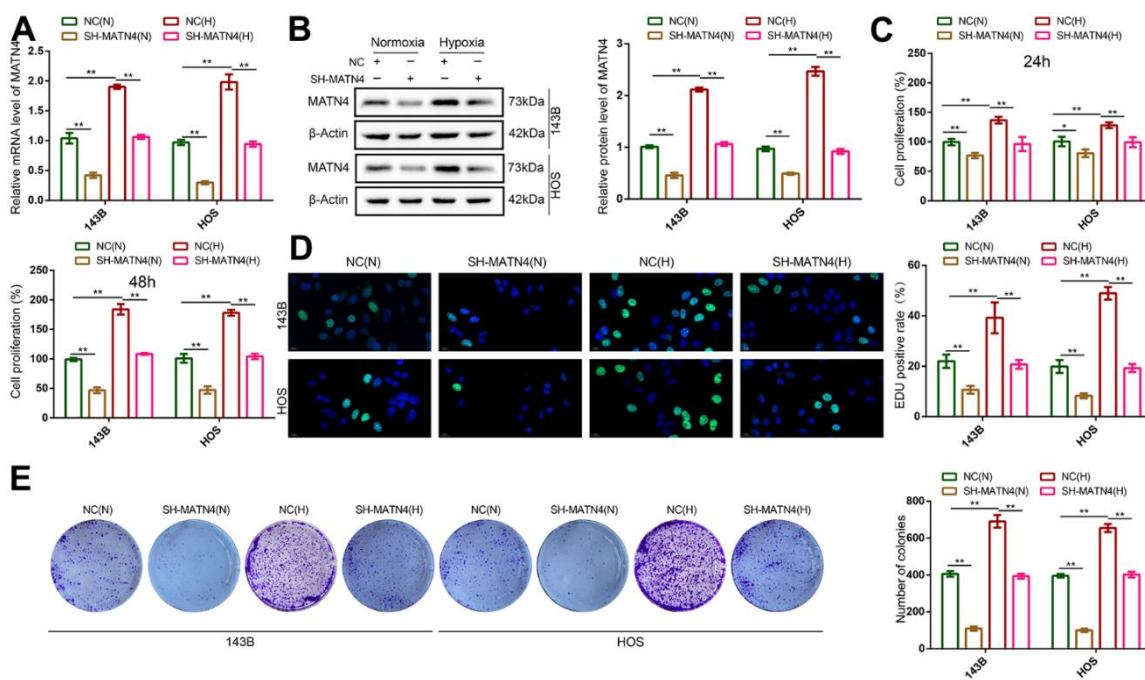 A
NC(N) NC(H)
SH-MATN4(N) SH-MATN4(H)
Relative mRNA level of MATN4
2.5
2.0
1.5
1.0
0.5
0.0
** ** ** ** ** **
143B HOS
B
Normoxia Hypoxia
NC + − + −
SH-MATN4 − + − +
MATN4 73kDa
β-Actin 42kDa
143B
MATN4 73kDa
β-Actin 42kDa
HOS
NC(N) NC(H)
SH-MATN4(N) SH-MATN4(H)
Relative protein level of MATN4
3
2
1
0
** ** ** ** ** **
143B HOS
C
NC(N) NC(H)
SH-MATN4(N) SH-MATN4(H)
24h
Cell proliferation (%)
250
200
150
100
50
0
** ** ** * ** **
143B HOS
NC(N) NC(H)
SH-MATN4(N) SH-MATN4(H)
48h
Cell proliferation (%)
250
200
150
100
50
0
** ** ** ** ** **
143B HOS
D
NC(N) SH-MATN4(N) NC(H) SH-MATN4(H)
143B
HOS
NC(N) NC(H)
SH-MATN4(N) SH-MATN4(H)
EDU positive rate (%)
60
40
20
0
** ** ** ** ** **
143B HOS
E
NC(N) SH-MATN4(N) NC(H) SH-MATN4(H) NC(N) SH-MATN4(N) NC(H) SH-MATN4(H)
143B HOS
NC(N) NC(H)
SH-MATN4(N) SH-MATN4(H)
Number of colonies
800
600
400
200
0
** ** ** ** ** **
143B HOS